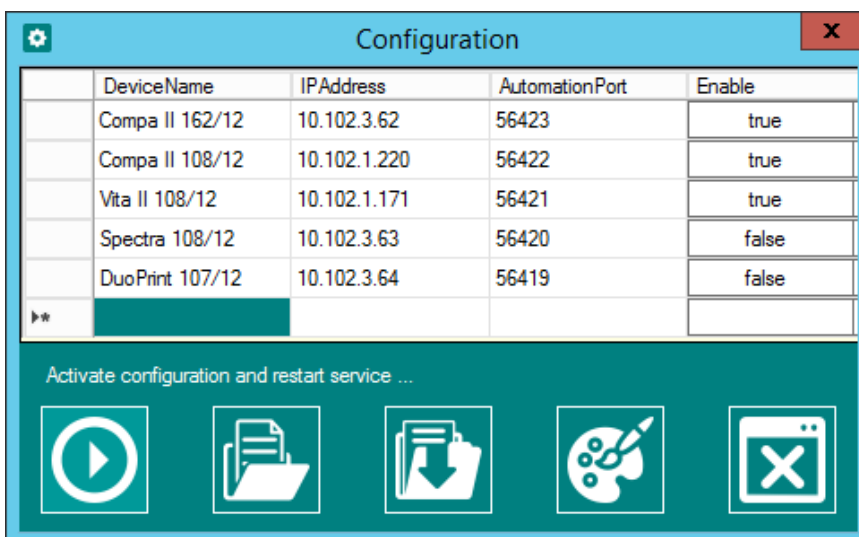 Configuration
x
DeviceName IPAddress AutomationPort Enable
Compa II 162/12 10.102.3.62 56423 true
Compa II 108/12 10.102.1.220 56422 true
Vita II 108/12 10.102.1.171 56421 true
Spectra 108/12 10.102.3.63 56420 false
DuoPrint 107/12 10.102.3.64 56419 false
Activate configuration and restart service ...